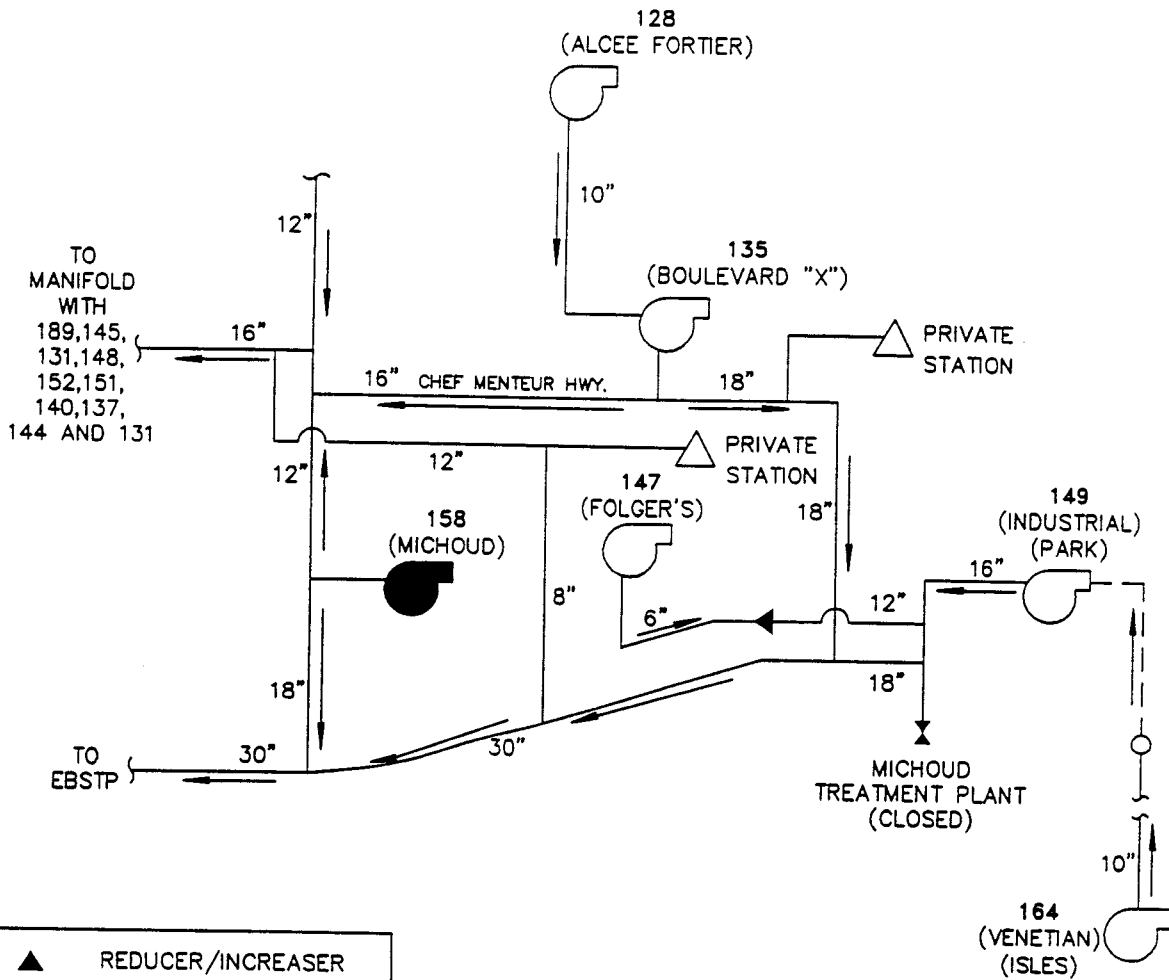 128
(ALCEE FORTIER)
10"
12"
135
(BOULEVARD "X")
TO
MANIFOLD
WITH
189,145,
131,148,
152,151,
140,137,
144 AND 131
16"
PRIVATE
STATION
16" CHEF MENTEUR HWY. 18"
12"
12"
PRIVATE
STATION
147
(FOLGER'S)
18"
149
(INDUSTRIAL)
(PARK)
158
(MICHOUD)
8"
6"
12"
16"
18"
18"
30"
30"
TO
EBSTP
MICHOUD
TREATMENT PLANT
(CLOSED)
10"
164
(VENETIAN)
(ISLES)
REDUCER/INCREASER